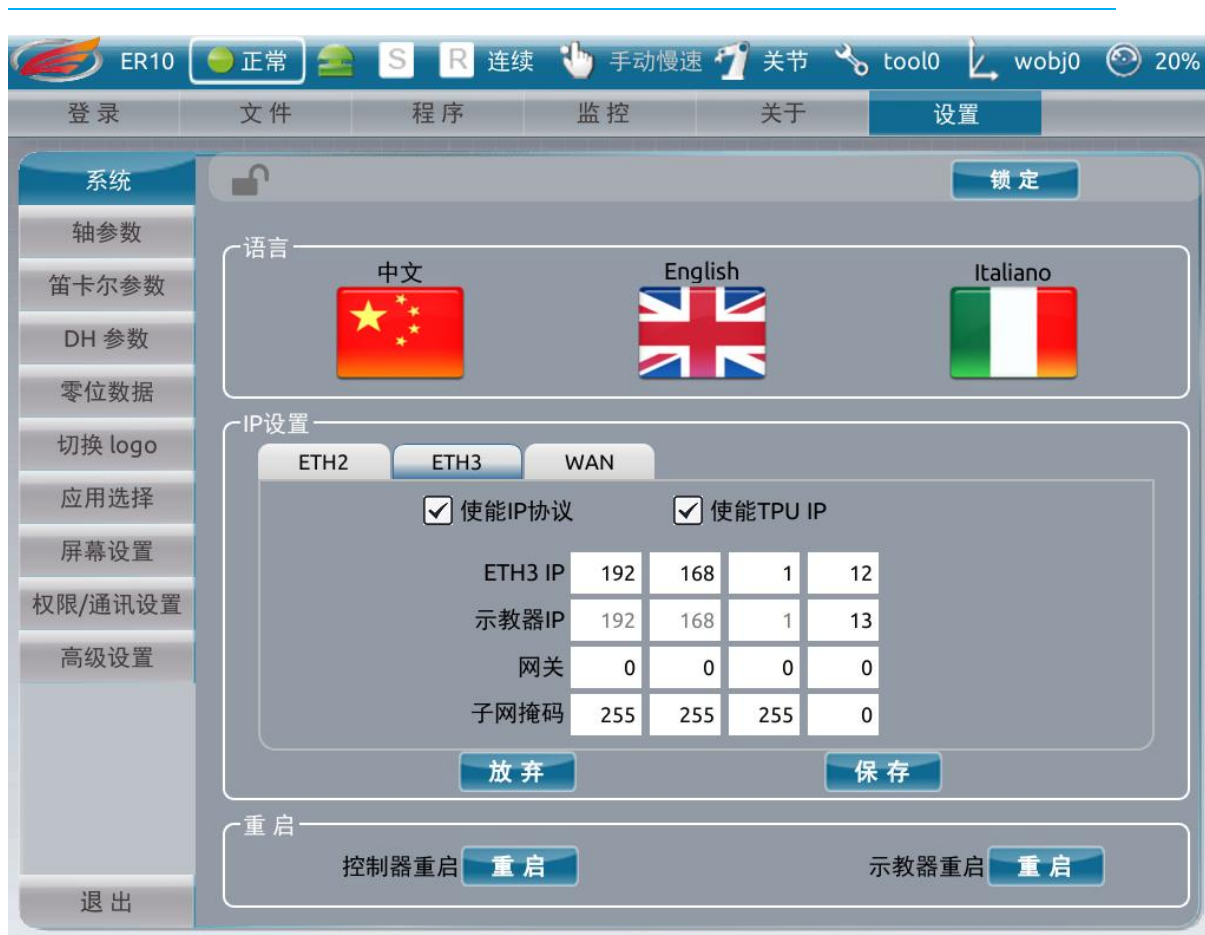 ER10 正常 S R 连续 手动慢速 关节 tool0 wobj0 20%
登录 文件 程序 监控 关于 设置
系统 锁定
轴参数
笛卡尔参数
DH 参数
零位数据
切换 logo
应用选择
屏幕设置
权限/通讯设置
高级设置
退出
语言
中文 English Italiano
IP设置
ETH2 ETH3 WAN
使能IP协议 使能TPU IP
ETH3 IP 192 168 1 12
示教器IP 192 168 1 13
网关 0 0 0 0
子网掩码 255 255 255 0
放弃 保存
重启
控制器重启 重启 示教器重启 重启